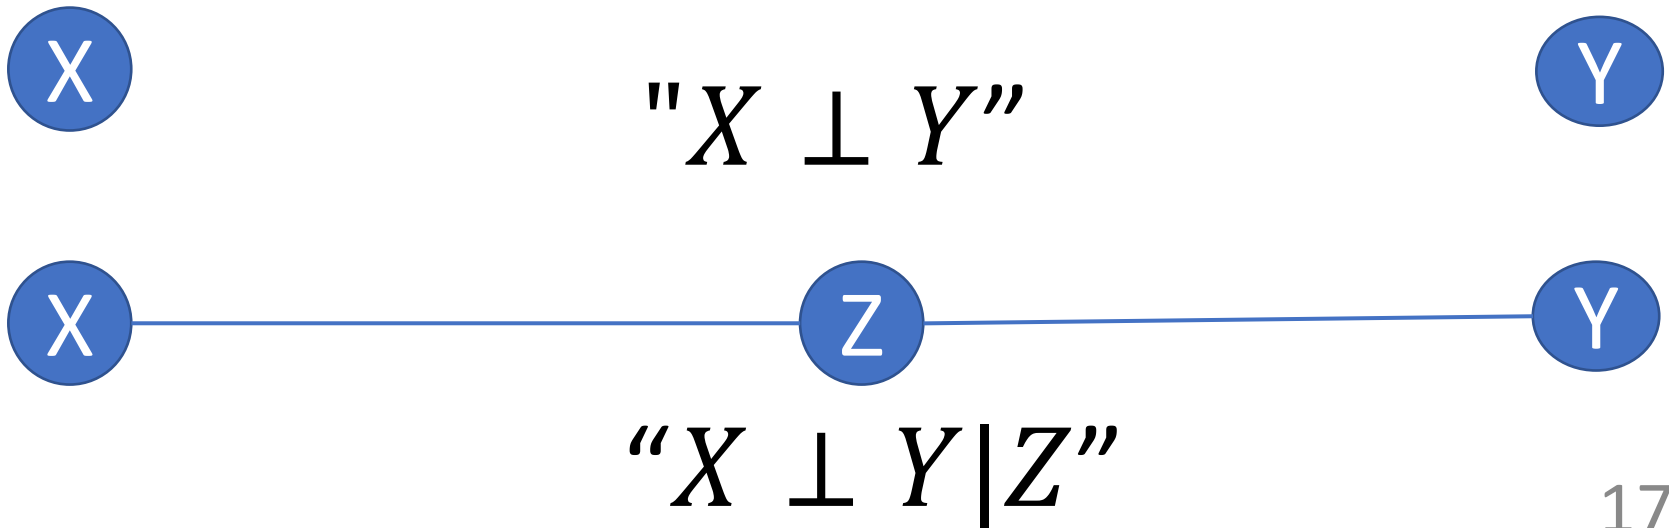 X Y
"X ⊥ Y”
X Z Y
“X ⊥ Y|Z”
17